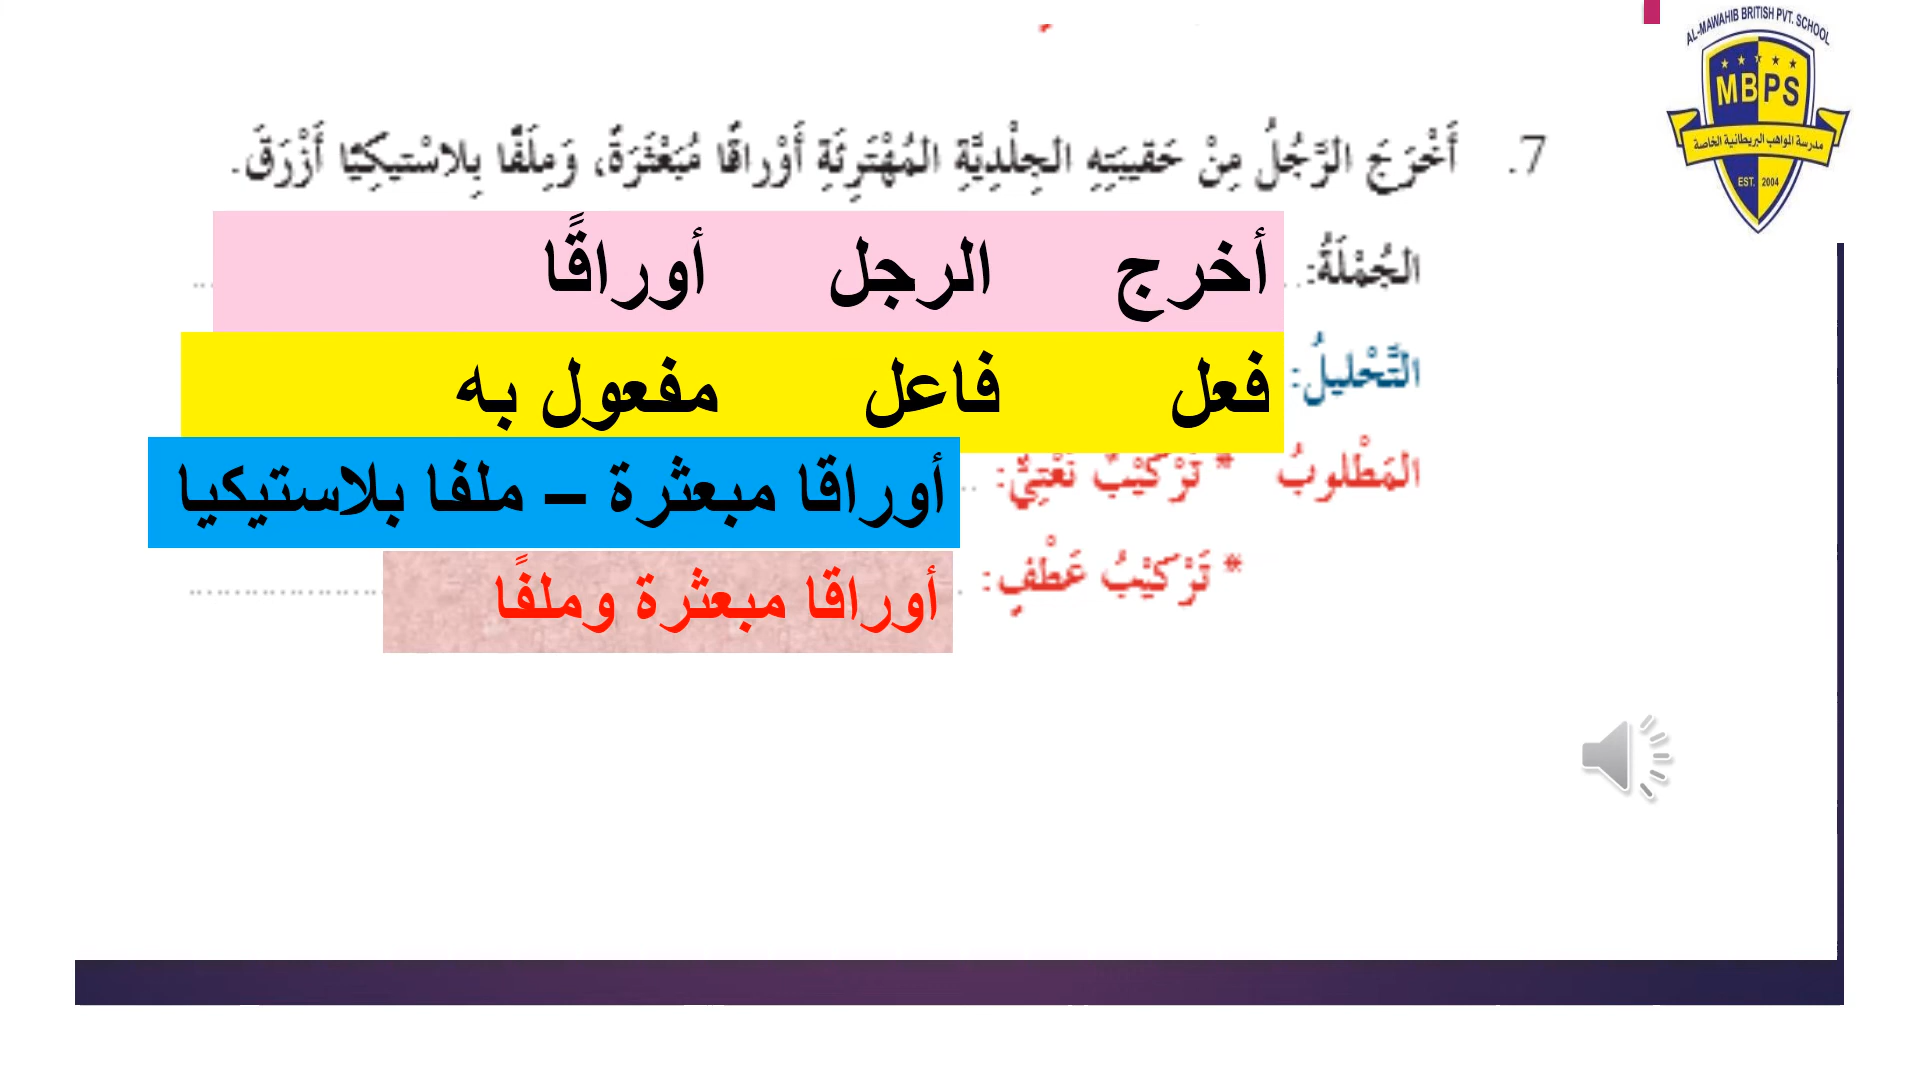 AL-MAWAHIB BRITISH PVT. SCHOOL
MBPS
مدرسة المواهب البريطانية الخاصة
EST. 2004
7. أَخْرَجَ الرَّجُلُ مِنْ حَقيبَتِهِ الجِلْدِيَّةِ المُهْتَرِئَةِ أَوْراقًا مُبَعْثَرَةً، وَمِلَفًّا بِلاسْتيكِيًّا أَزْرَقَ.
الجُمْلَةُ: أخرج الرجل أوراقًا
التَّحْليلُ: فعل فاعل مفعول به
المَطْلوبُ * تَرْكيْبٌ نَعْتِيٌّ: أوراقا مبعثرة – ملفا بلاستيكيا
* تَرْكيْبُ عَطْفٍ: أوراقا مبعثرة وملفًا